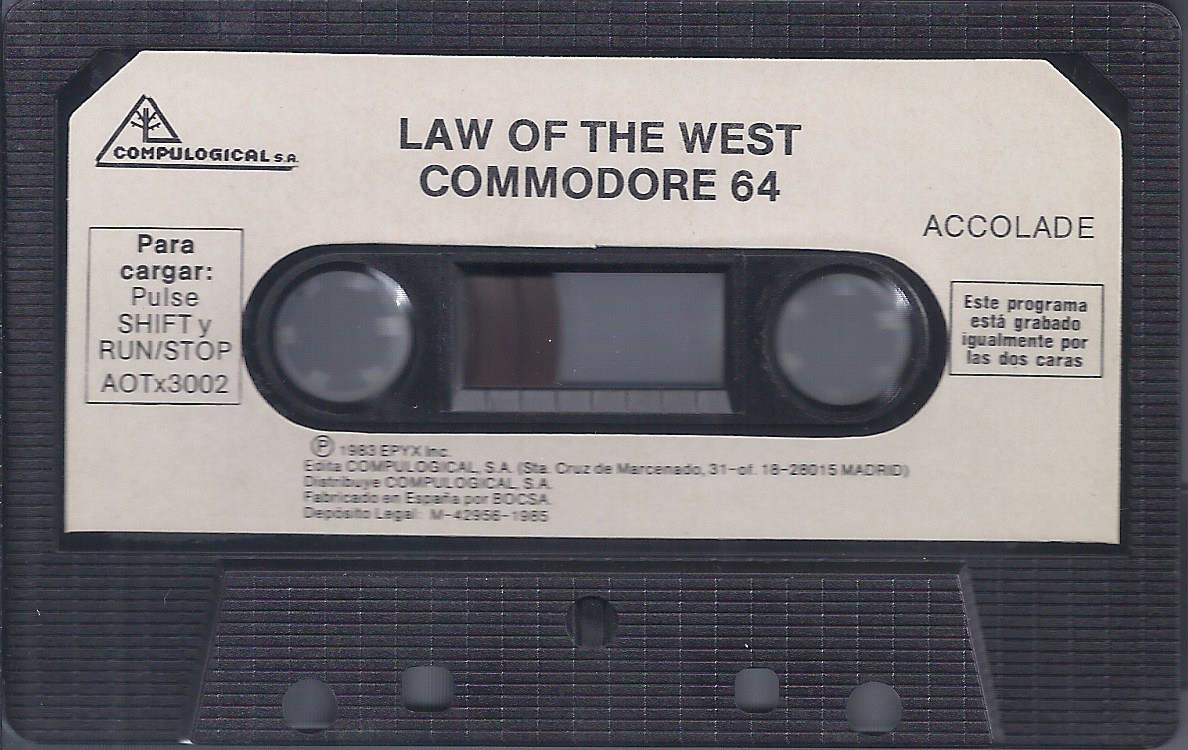 COMPULOGICAL S.A.
LAW OF THE WEST
COMMODORE 64
ACCOLADE
Para
cargar:
Pulse
SHIFT y
RUN/STOP
AOTx3002
Este programa
está grabado
igualmente por
las dos caras
Ⓟ 1983 EPYX Inc.
Edita COMPULOGICAL, S.A. (Sta. Cruz de Marcenado, 31-of. 18-28015 MADRID)
Distribuye COMPULOGICAL, S.A.
Fabricado en España por BOCSA.
Depósito Legal: M-42956-1985